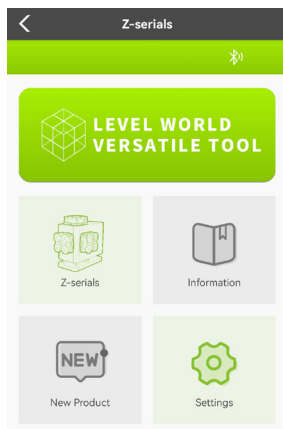 Z-serials
LEVEL WORLD
VERSATILE TOOL
Z-serials
Information
NEW
New Product
Settings